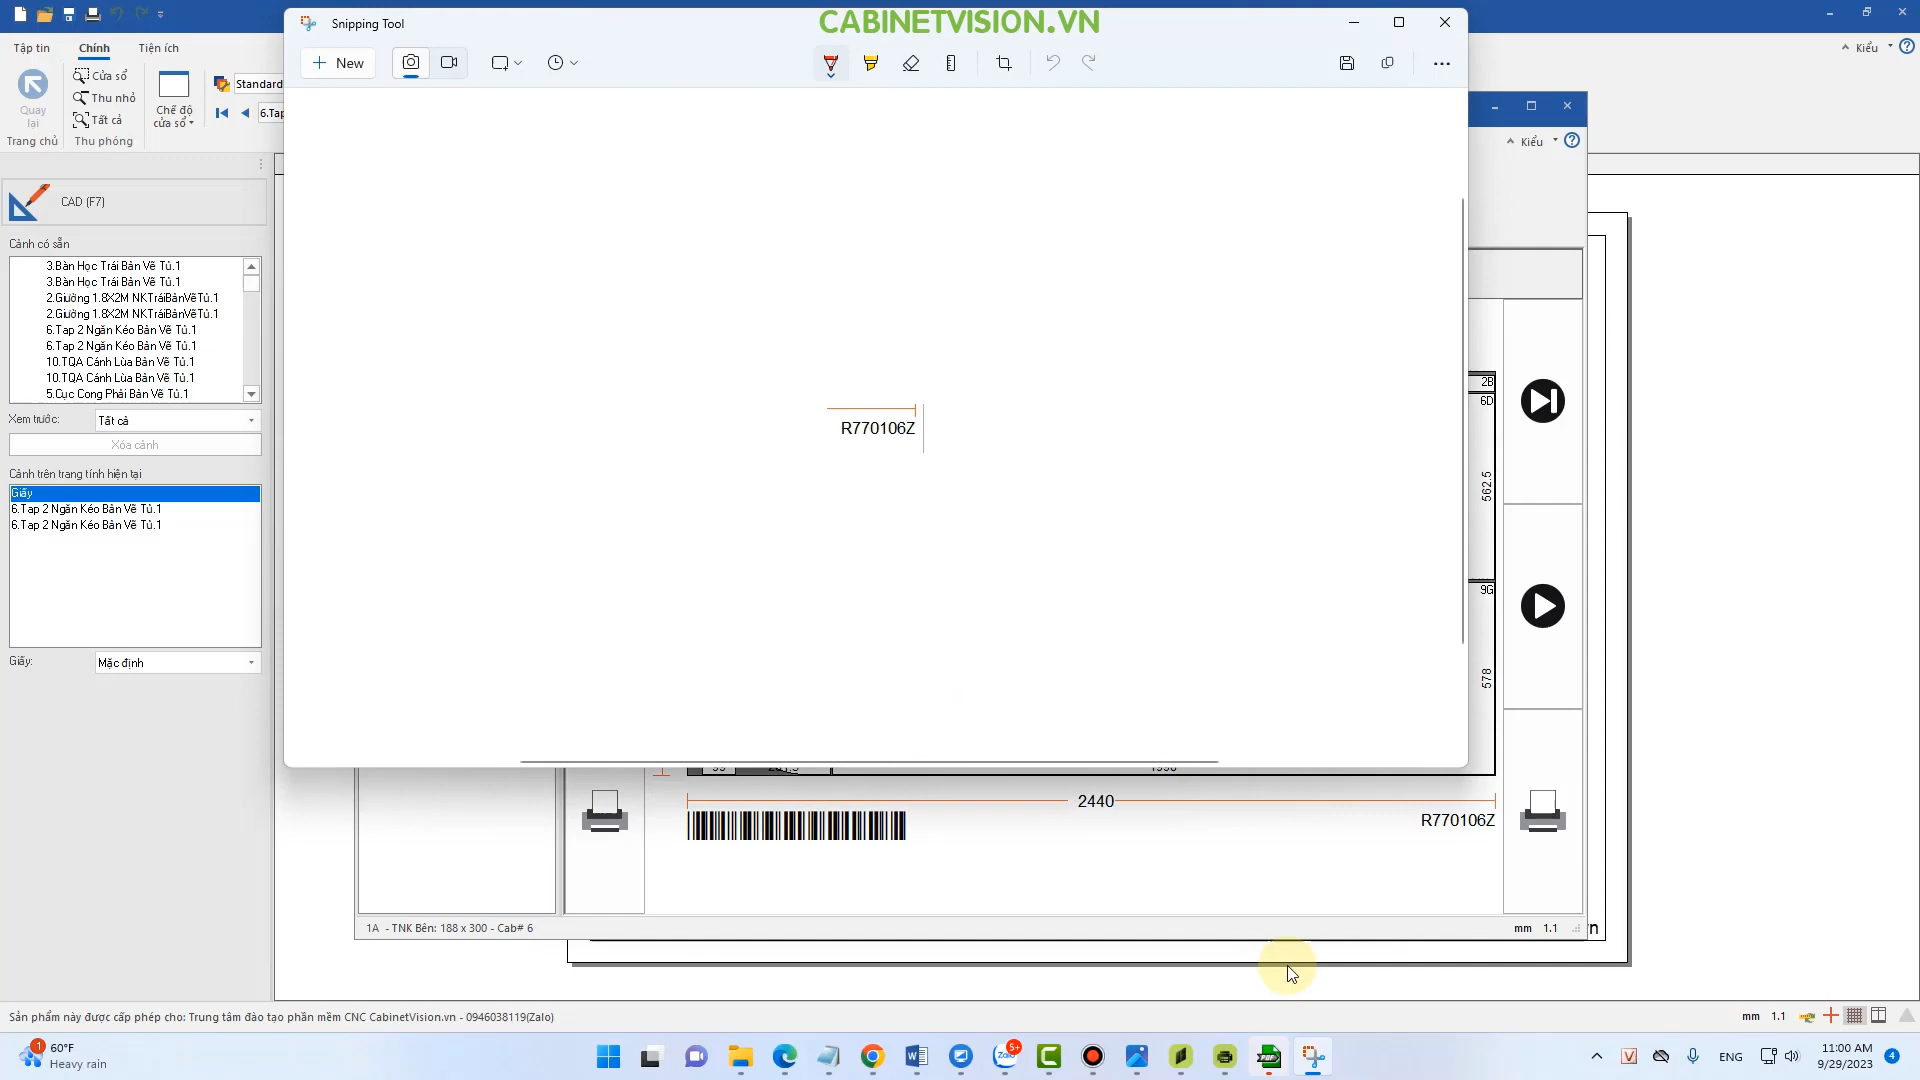 Snipping Tool
CABINETVISION.VN
Tập tin
Chính
Tiện ích
Kiểu
New
Quay lại
Cửa sổ
Thu nhỏ
Tất cả
Chế độ cửa sổ
Standard
6.Tap
Trang chủ
Thu phóng
Kiểu
CAD (F7)
Cảnh có sẵn
3.Bàn Học Trái Bản Vẽ Tủ.1
3.Bàn Học Trái Bản Vẽ Tủ.1
2.Giường 1.8X2M NKTráiBảnVẽTủ.1
2.Giường 1.8X2M NKTráiBảnVẽTủ.1
6.Tap 2 Ngăn Kéo Bản Vẽ Tủ.1
6.Tap 2 Ngăn Kéo Bản Vẽ Tủ.1
10.TQA Cánh Lùa Bản Vẽ Tủ.1
10.TQA Cánh Lùa Bản Vẽ Tủ.1
5.Cục Cong Phải Bản Vẽ Tủ.1
Xem trước:
Tất cả
Xóa cảnh
Cảnh trên trang tính hiện tại
Giấy
6.Tap 2 Ngăn Kéo Bản Vẽ Tủ.1
6.Tap 2 Ngăn Kéo Bản Vẽ Tủ.1
Giấy:
Mặc định
R770106Z
2B
6D
562.5
9G
578
2440
R770106Z
1A - TNK Bên: 188 x 300 - Cab# 6
mm 1.1
n
Sản phẩm này được cấp phép cho: Trung tâm đào tạo phần mềm CNC CabinetVision.vn - 0946038119(Zalo)
mm 1.1
1
60°F
Heavy rain
Zalo
5+
PDF
ENG
11:00 AM
9/29/2023
4